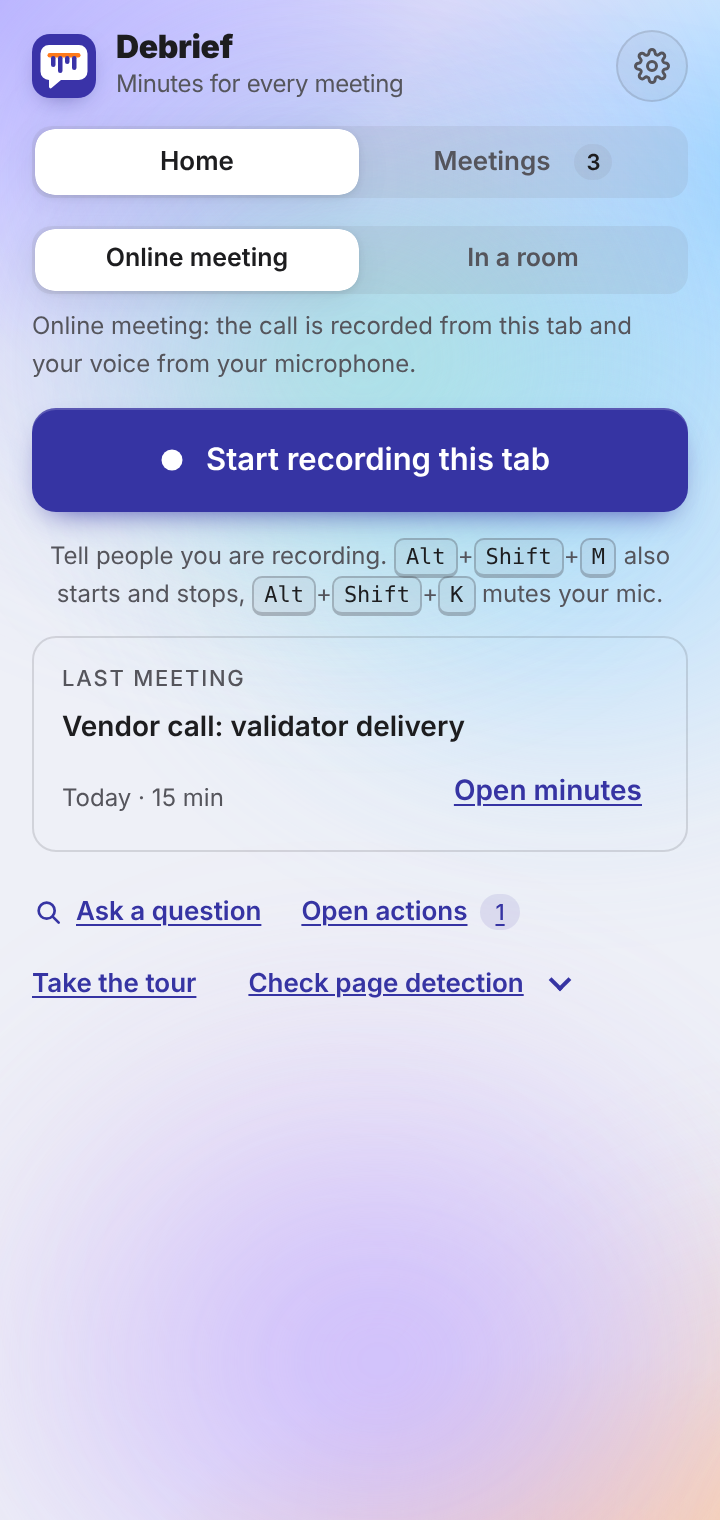 Debrief
Minutes for every meeting
Home
Meetings 3
Online meeting
In a room
Online meeting: the call is recorded from this tab and
your voice from your microphone.
Start recording this tab
Tell people you are recording. Alt+Shift+M also
starts and stops, Alt+Shift+K mutes your mic.
LAST MEETING
Vendor call: validator delivery
Today · 15 min
Open minutes
Ask a question
Open actions 1
Take the tour
Check page detection